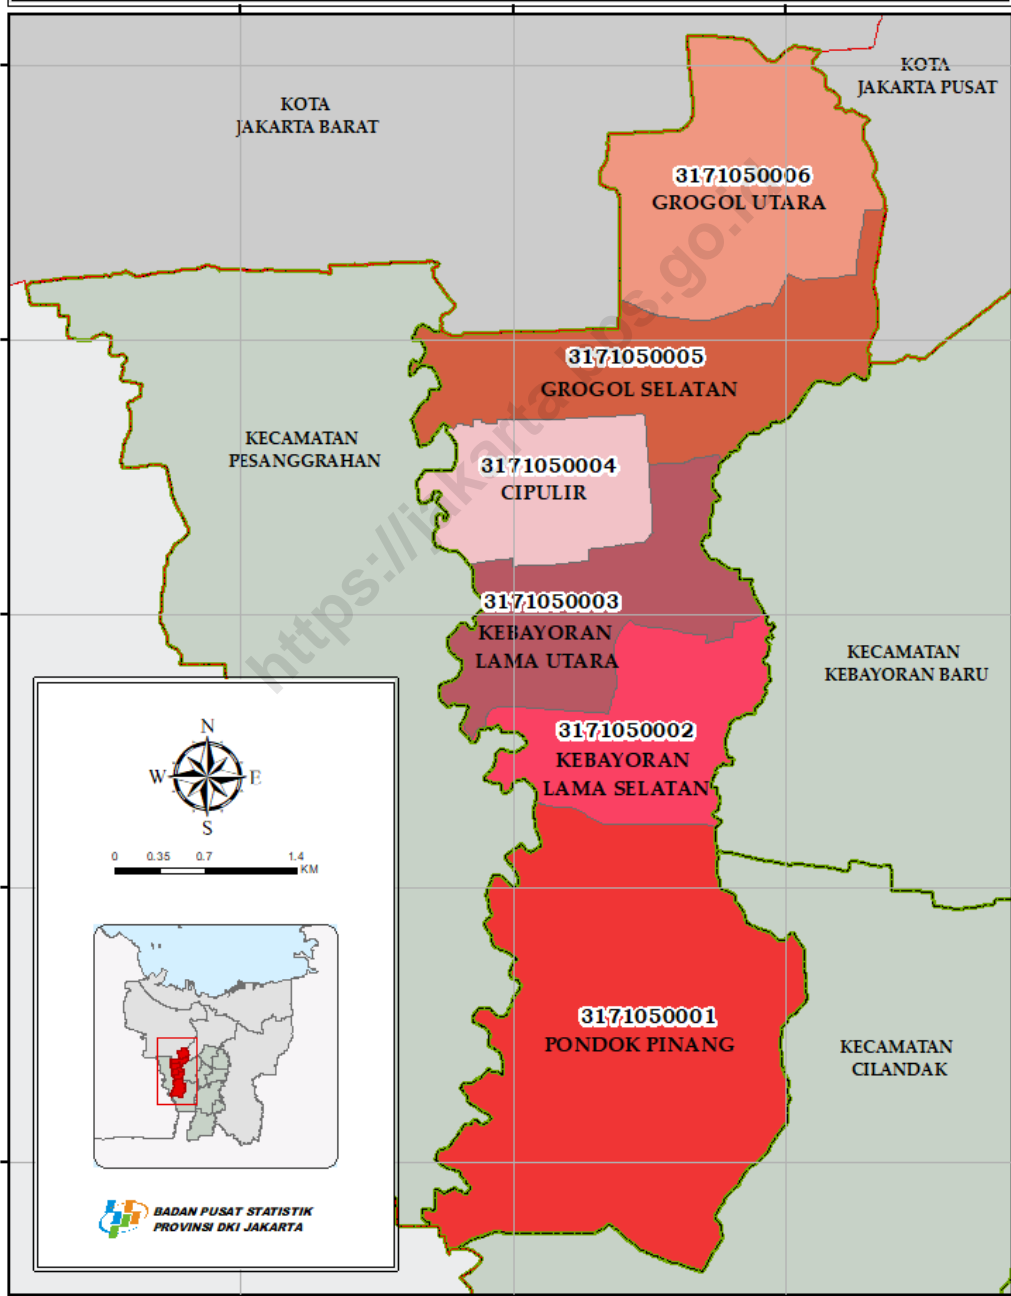 KOTA
JAKARTA BARAT
KOTA
JAKARTA PUSAT
3171050006
GROGOL UTARA
3171050005
GROGOL SELATAN
KECAMATAN
PESANGGRAHAN
3171050004
CIPULIR
3171050003
KEBAYORAN
LAMA UTARA
KECAMATAN
KEBAYORAN BARU
3171050002
KEBAYORAN
LAMA SELATAN
3171050001
PONDOK PINANG
KECAMATAN
CILANDAK
https://jakarta.bps.go.id
N
W E
S
0 0.35 0.7 1.4
KM
BADAN PUSAT STATISTIK
PROVINSI DKI JAKARTA